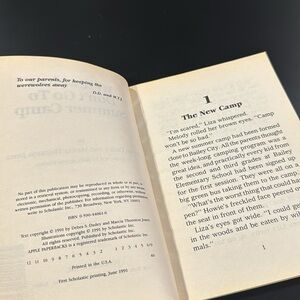 To our parents, for keeping the
werewolves away
D.D. and M.T.J.
No part of this publication may be reproduced in whole or in part, or
stored in a retrieval system, or transmitted in any form or by any means,
electronic, mechanical, photocopying, recording, or otherwise, without
written permission of the publisher. For information regarding permission,
write to Scholastic Inc., 730 Broadway, New York, NY 10003.
Text copyright © 1991 by Debra S. Dadey and Marcia Thornton Jones.
Illustrations copyright © 1991 by Scholastic Inc.
All rights reserved. Published by Scholastic Inc.
APPLE PAPERBACKS is a registered trademark of Scholastic Inc.
Printed in the U.S.A.
40
First Scholastic printing, June 1991
1
The New Camp
"I'm scared," Liza whispered.
Melody rolled her brown eyes. "Camp
won't be so bad."
A new summer camp had been formed
close to Bailey City. All the parents thought
the week-long camping program was a
great idea, and practically every kid from
the second and third grades at Bailey
Elementary School had been signed up
for the first session. They were all on a
big green bus taking them to the camp.
"What's the worst thing that could hap-
pen?" Howie's freckled face peered over
the seat in front of them.
Liza's eyes got wide. "I could get lost
in the woods and be eaten by wild ani-
mals."
1